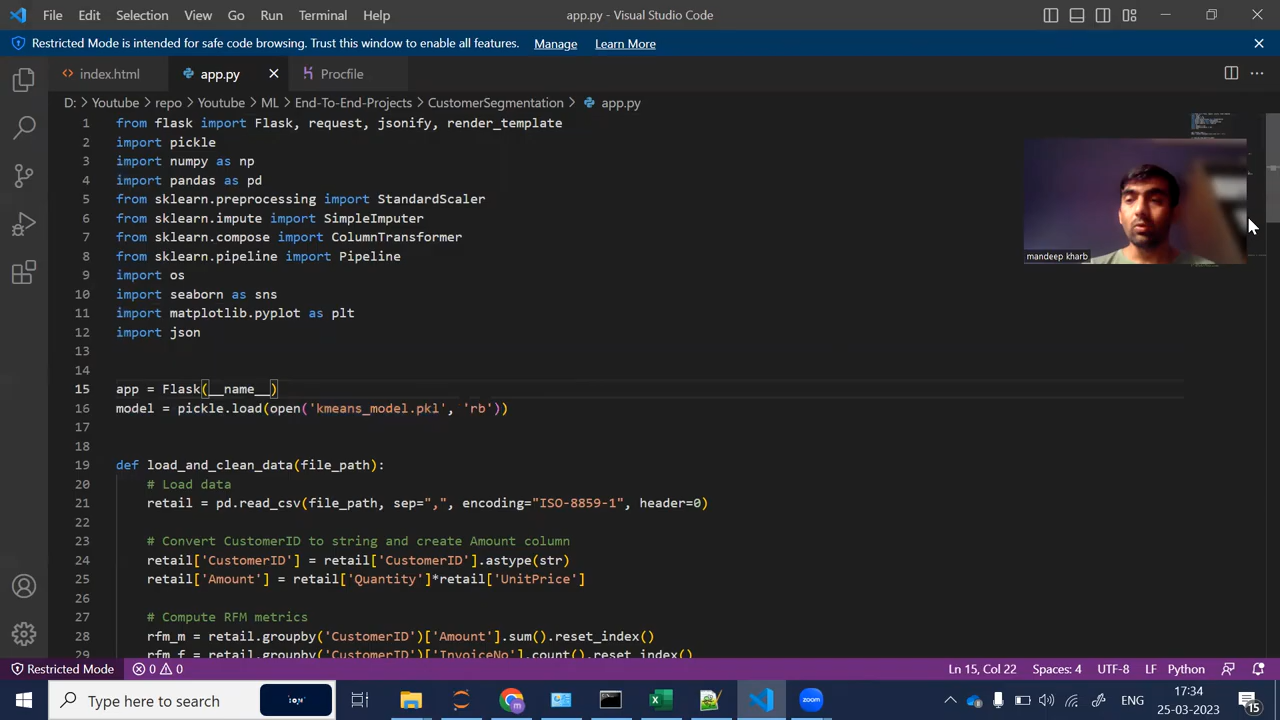 File Edit Selection View Go Run Terminal Help app.py - Visual Studio Code
Restricted Mode is intended for safe code browsing. Trust this window to enable all features. Manage Learn More
index.html app.py Procfile
D: > Youtube > repo > Youtube > ML > End-To-End-Projects > CustomerSegmentation > app.py
1 from flask import Flask, request, jsonify, render_template
2 import pickle
3 import numpy as np
4 import pandas as pd
5 from sklearn.preprocessing import StandardScaler
6 from sklearn.impute import SimpleImputer
7 from sklearn.compose import ColumnTransformer
8 from sklearn.pipeline import Pipeline
9 import os
10 import seaborn as sns
11 import matplotlib.pyplot as plt
12 import json
13
14
15 app = Flask(__name__)
16 model = pickle.load(open('kmeans_model.pkl', 'rb'))
17
18
19 def load_and_clean_data(file_path):
20 # Load data
21 retail = pd.read_csv(file_path, sep=",", encoding="ISO-8859-1", header=0)
22
23 # Convert CustomerID to string and create Amount column
24 retail['CustomerID'] = retail['CustomerID'].astype(str)
25 retail['Amount'] = retail['Quantity']*retail['UnitPrice']
26
27 # Compute RFM metrics
28 rfm_m = retail.groupby('CustomerID')['Amount'].sum().reset_index()
29 rfm_f = retail.groupby('CustomerID')['InvoiceNo'].count().reset_index()
mandeep kharb
Restricted Mode 0 0 Ln 15, Col 22 Spaces: 4 UTF-8 LF Python
Type here to search ENG 17:34 25-03-2023 15